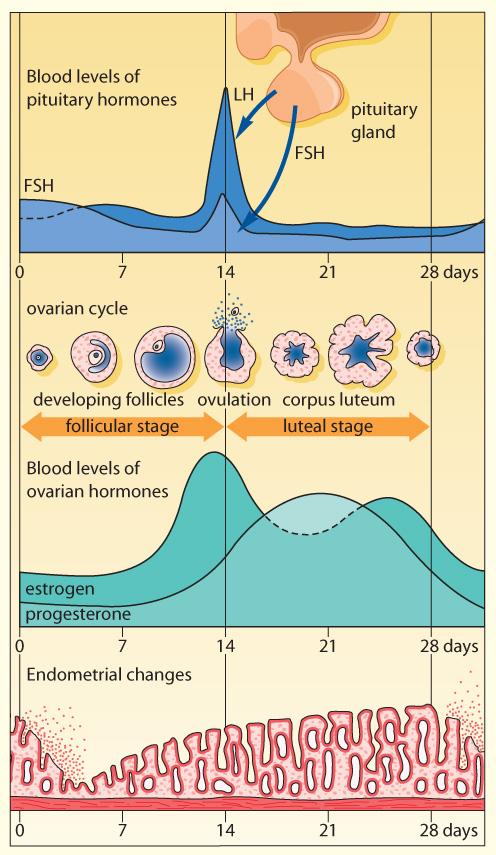 Blood levels of
pituitary hormones
LH
pituitary
gland
FSH
FSH
0 7 14 21 28 days
ovarian cycle
developing follicles ovulation corpus luteum
follicular stage luteal stage
Blood levels of
ovarian hormones
estrogen
progesterone
0 7 14 21 28 days
Endometrial changes
0 7 14 21 28 days